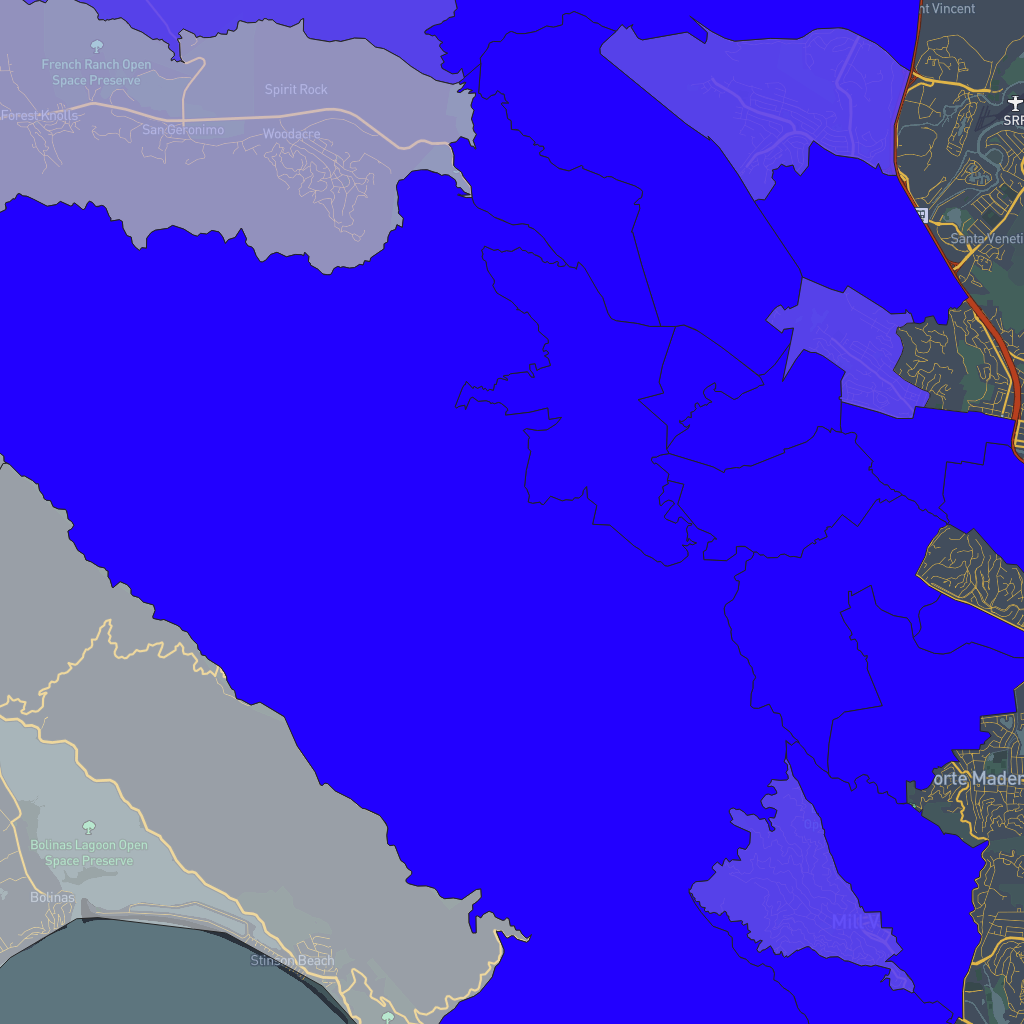 nt Vincent
French Ranch Open
Space Preserve
Spirit Rock
Forest Knolls
San Geronimo
Woodacre
SRF
Santa Veneti
orte Mader
Bolinas Lagoon Open
Space Preserve
Bolinas
Mill V
Stinson Beach